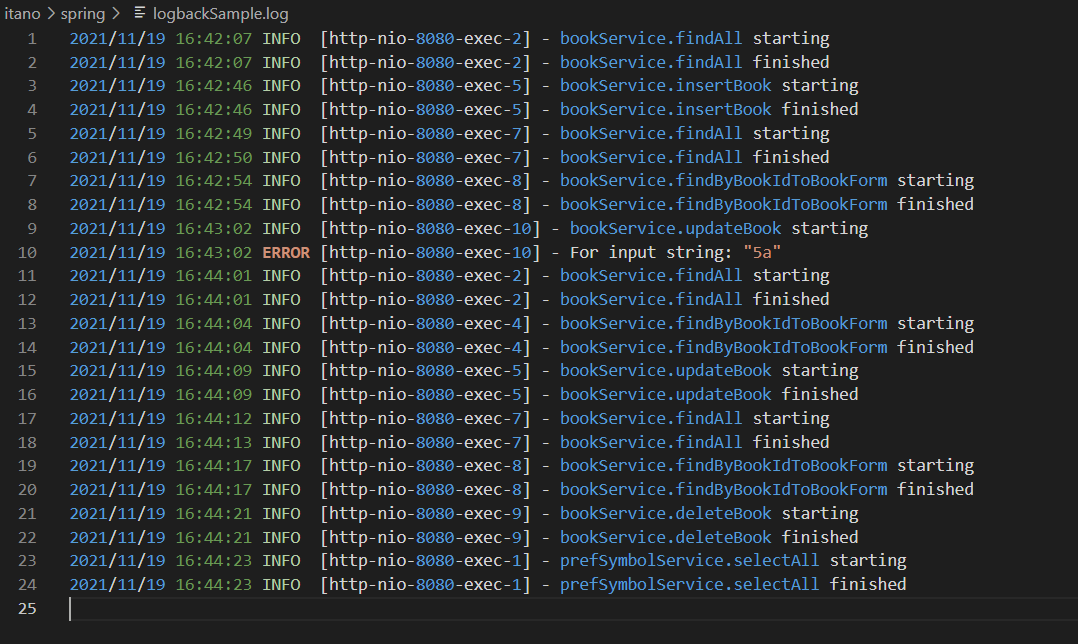 itano > spring > logbackSample.log
1 2021/11/19 16:42:07 INFO [http-nio-8080-exec-2] - bookService.findAll starting
2 2021/11/19 16:42:07 INFO [http-nio-8080-exec-2] - bookService.findAll finished
3 2021/11/19 16:42:46 INFO [http-nio-8080-exec-5] - bookService.insertBook starting
4 2021/11/19 16:42:46 INFO [http-nio-8080-exec-5] - bookService.insertBook finished
5 2021/11/19 16:42:49 INFO [http-nio-8080-exec-7] - bookService.findAll starting
6 2021/11/19 16:42:50 INFO [http-nio-8080-exec-7] - bookService.findAll finished
7 2021/11/19 16:42:54 INFO [http-nio-8080-exec-8] - bookService.findByBookIdToBookForm starting
8 2021/11/19 16:42:54 INFO [http-nio-8080-exec-8] - bookService.findByBookIdToBookForm finished
9 2021/11/19 16:43:02 INFO [http-nio-8080-exec-10] - bookService.updateBook starting
10 2021/11/19 16:43:02 ERROR [http-nio-8080-exec-10] - For input string: "5a"
11 2021/11/19 16:44:01 INFO [http-nio-8080-exec-2] - bookService.findAll starting
12 2021/11/19 16:44:01 INFO [http-nio-8080-exec-2] - bookService.findAll finished
13 2021/11/19 16:44:04 INFO [http-nio-8080-exec-4] - bookService.findByBookIdToBookForm starting
14 2021/11/19 16:44:04 INFO [http-nio-8080-exec-4] - bookService.findByBookIdToBookForm finished
15 2021/11/19 16:44:09 INFO [http-nio-8080-exec-5] - bookService.updateBook starting
16 2021/11/19 16:44:09 INFO [http-nio-8080-exec-5] - bookService.updateBook finished
17 2021/11/19 16:44:12 INFO [http-nio-8080-exec-7] - bookService.findAll starting
18 2021/11/19 16:44:13 INFO [http-nio-8080-exec-7] - bookService.findAll finished
19 2021/11/19 16:44:17 INFO [http-nio-8080-exec-8] - bookService.findByBookIdToBookForm starting
20 2021/11/19 16:44:17 INFO [http-nio-8080-exec-8] - bookService.findByBookIdToBookForm finished
21 2021/11/19 16:44:21 INFO [http-nio-8080-exec-9] - bookService.deleteBook starting
22 2021/11/19 16:44:21 INFO [http-nio-8080-exec-9] - bookService.deleteBook finished
23 2021/11/19 16:44:23 INFO [http-nio-8080-exec-1] - prefSymbolService.selectAll starting
24 2021/11/19 16:44:23 INFO [http-nio-8080-exec-1] - prefSymbolService.selectAll finished
25